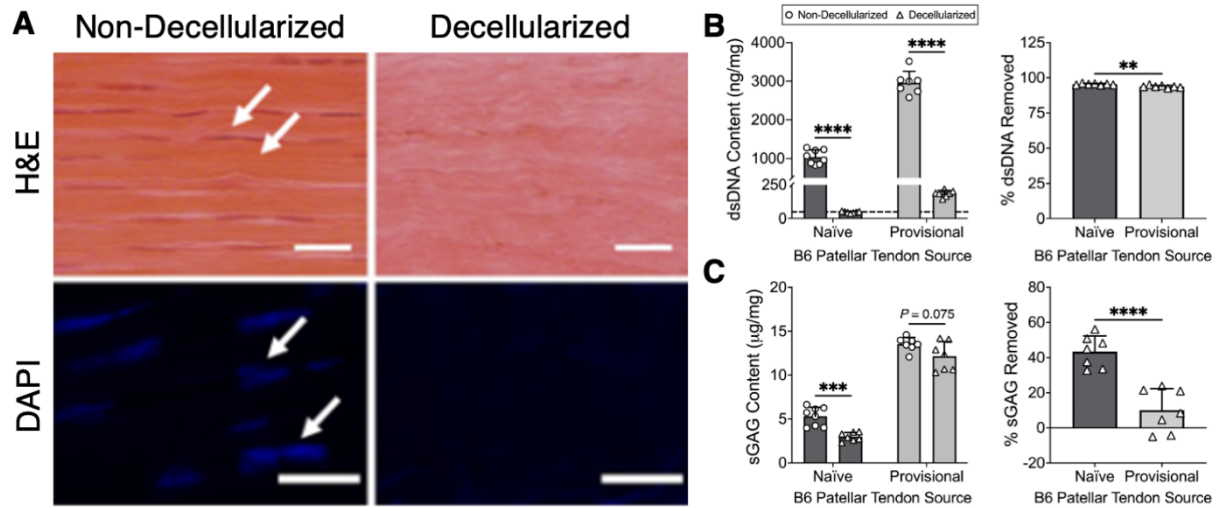 A
Non-Decellularized
Decellularized
H&E
DAPI
B
Non-Decellularized Decellularized
dsDNA Content (ng/mg)
4000
3000
2000
1000
250
0
****
****
Naïve Provisional
B6 Patellar Tendon Source
% dsDNA Removed
125
100
75
50
25
0
**
Naïve Provisional
B6 Patellar Tendon Source
C
sGAG Content (µg/mg)
20
15
10
5
0
***
P = 0.075
Naïve Provisional
B6 Patellar Tendon Source
% sGAG Removed
80
60
40
20
0
-20
****
Naïve Provisional
B6 Patellar Tendon Source